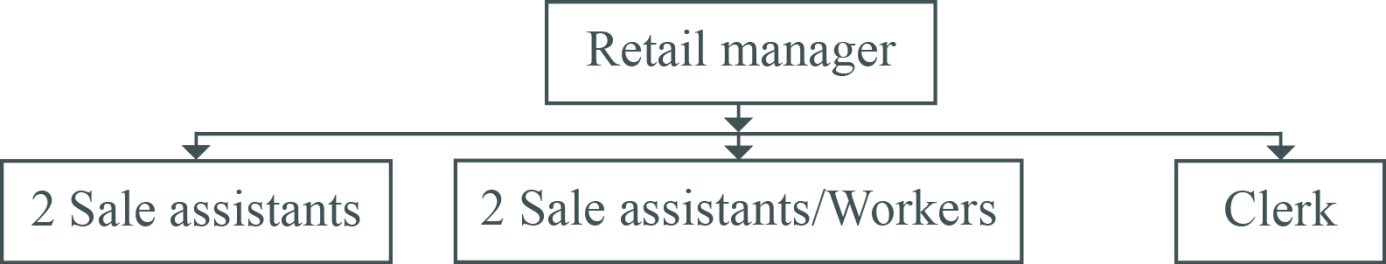 Retail manager
2 Sale assistants
2 Sale assistants/Workers
Clerk